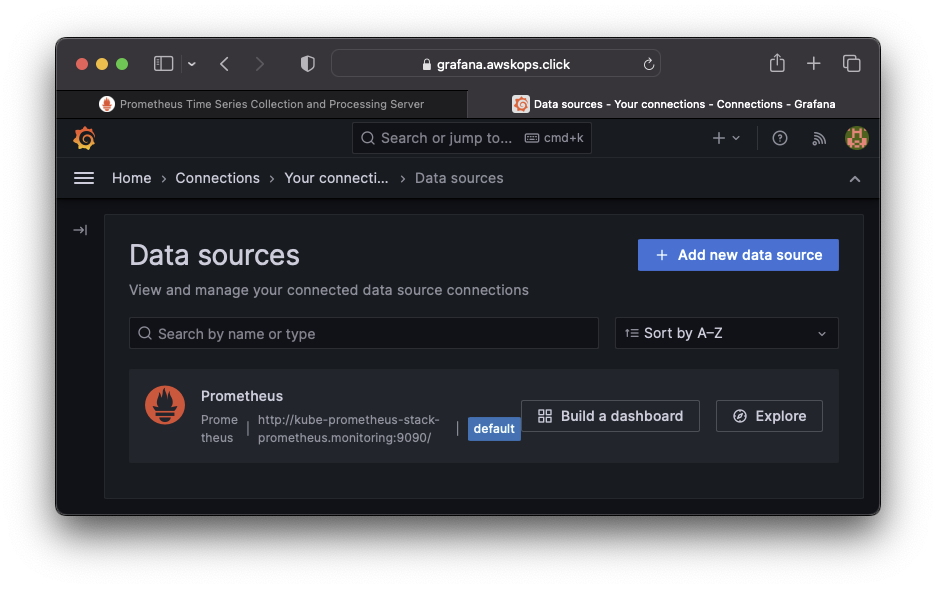 grafana.awskops.click
Prometheus Time Series Collection and Processing Server
Data sources - Your connections - Connections - Grafana
Search or jump to... cmd+k
Home › Connections › Your connecti... › Data sources
Data sources
+ Add new data source
View and manage your connected data source connections
Search by name or type
Sort by A–Z
Prometheus
Prome
theus
http://kube-prometheus-stack-
prometheus.monitoring:9090/
default
Build a dashboard
Explore